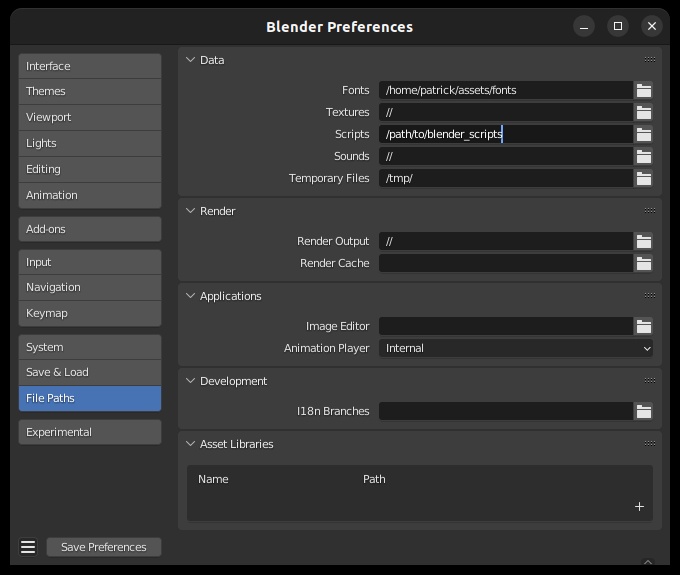 Blender Preferences
Interface
Themes
Viewport
Lights
Editing
Animation
Add-ons
Input
Navigation
Keymap
System
Save & Load
File Paths
Experimental
Save Preferences
Data
Fonts /home/patrick/assets/fonts
Textures //
Scripts /path/to/blender_scripts
Sounds //
Temporary Files /tmp/
Render
Render Output //
Render Cache
Applications
Image Editor
Animation Player Internal
Development
I18n Branches
Asset Libraries
Name Path